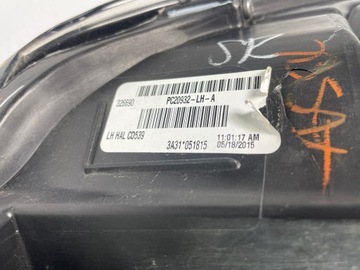 326690
PC20932-LH-A
LH HAL CD539
11:01:17 AM
3A31*051815
05/18/2015